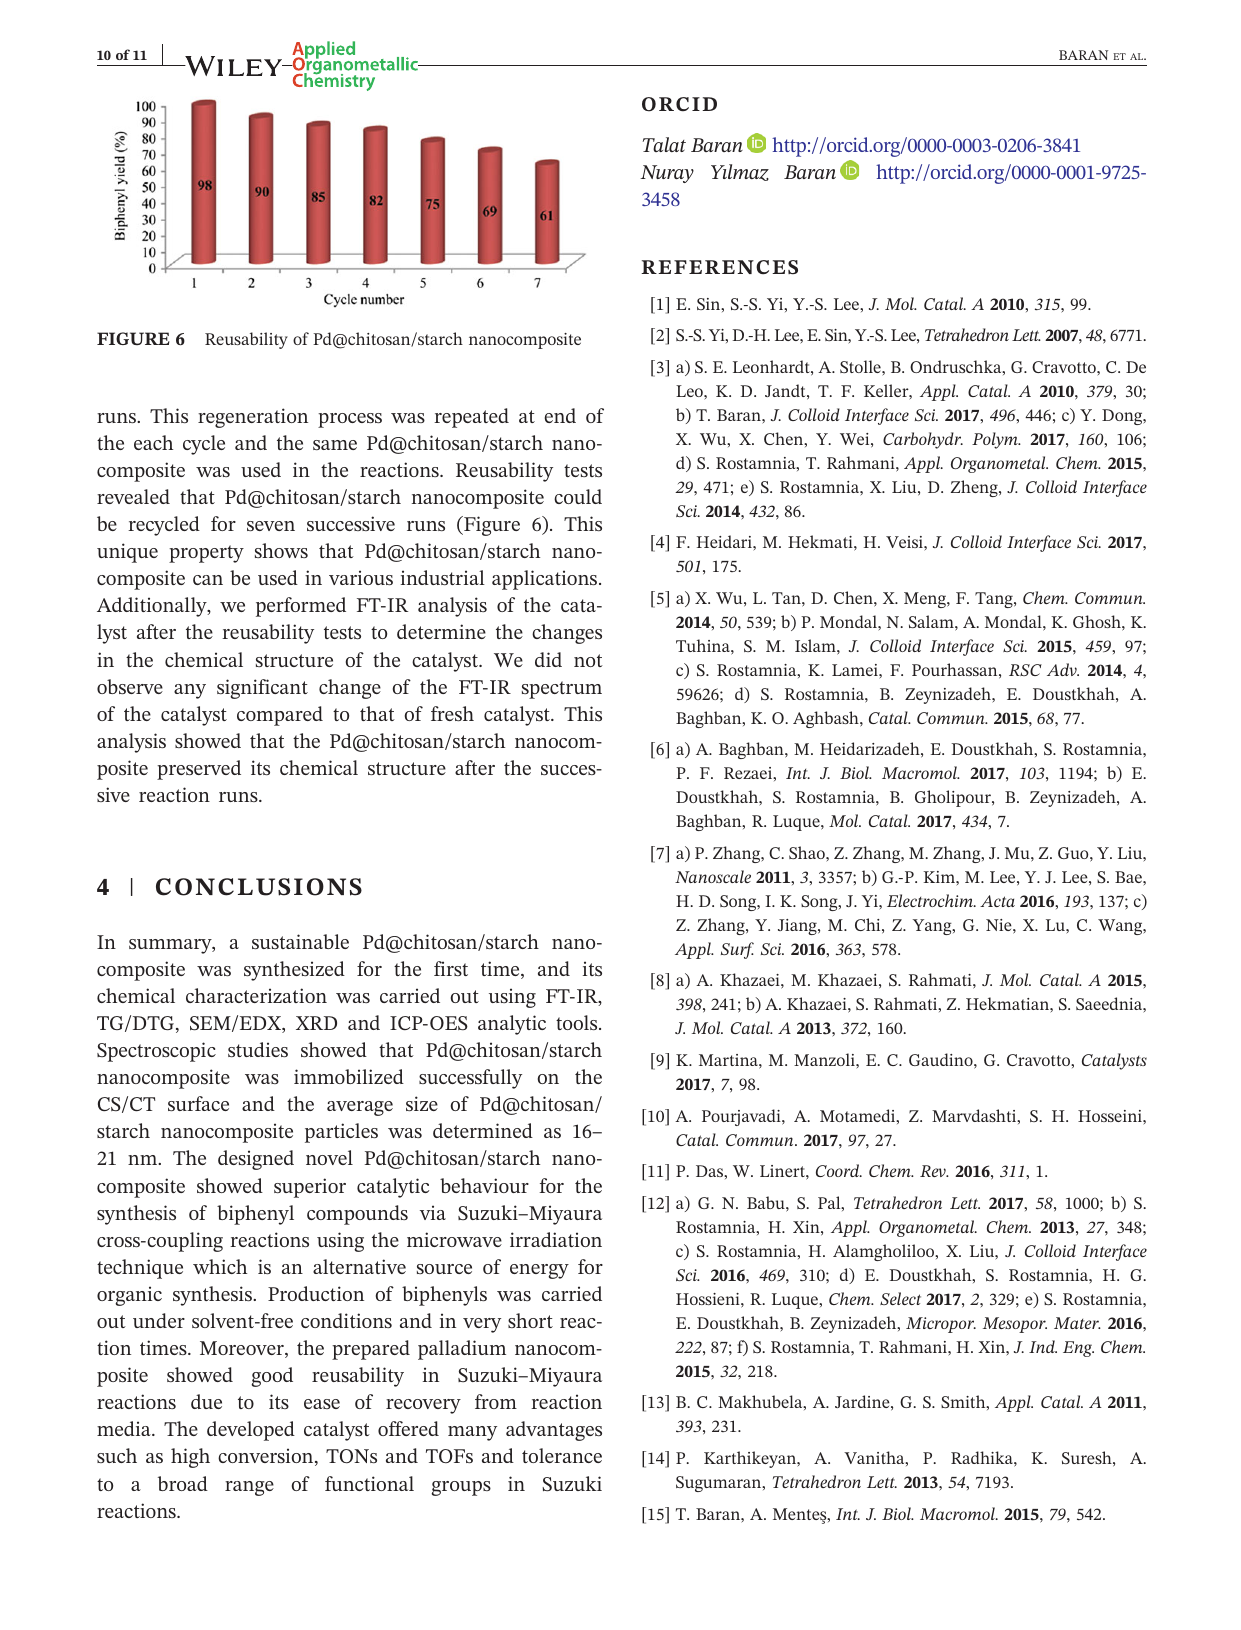 10 of 11
WILEY
Applied
Organometallic
Chemistry
BARAN ET AL.
100
90
80
70
60
50
40
30
20
10
0
Biphenyl yield (%)
98
90
85
82
75
69
61
1 2 3 4 5 6 7
Cycle number
FIGURE 6 Reusability of Pd@chitosan/starch nanocomposite
runs. This regeneration process was repeated at end of
the each cycle and the same Pd@chitosan/starch nano-
composite was used in the reactions. Reusability tests
revealed that Pd@chitosan/starch nanocomposite could
be recycled for seven successive runs (Figure 6). This
unique property shows that Pd@chitosan/starch nano-
composite can be used in various industrial applications.
Additionally, we performed FT-IR analysis of the cata-
lyst after the reusability tests to determine the changes
in the chemical structure of the catalyst. We did not
observe any significant change of the FT-IR spectrum
of the catalyst compared to that of fresh catalyst. This
analysis showed that the Pd@chitosan/starch nanocom-
posite preserved its chemical structure after the succes-
sive reaction runs.
4 | CONCLUSIONS
In summary, a sustainable Pd@chitosan/starch nano-
composite was synthesized for the first time, and its
chemical characterization was carried out using FT-IR,
TG/DTG, SEM/EDX, XRD and ICP-OES analytic tools.
Spectroscopic studies showed that Pd@chitosan/starch
nanocomposite was immobilized successfully on the
CS/CT surface and the average size of Pd@chitosan/
starch nanocomposite particles was determined as 16–
21 nm. The designed novel Pd@chitosan/starch nano-
composite showed superior catalytic behaviour for the
synthesis of biphenyl compounds via Suzuki–Miyaura
cross-coupling reactions using the microwave irradiation
technique which is an alternative source of energy for
organic synthesis. Production of biphenyls was carried
out under solvent-free conditions and in very short reac-
tion times. Moreover, the prepared palladium nanocom-
posite showed good reusability in Suzuki–Miyaura
reactions due to its ease of recovery from reaction
media. The developed catalyst offered many advantages
such as high conversion, TONs and TOFs and tolerance
to a broad range of functional groups in Suzuki
reactions.
ORCID
Talat Baran iD http://orcid.org/0000-0003-0206-3841
Nuray Yılmaz Baran iD http://orcid.org/0000-0001-9725-
3458
REFERENCES
[1] E. Sin, S.-S. Yi, Y.-S. Lee, J. Mol. Catal. A 2010, 315, 99.
[2] S.-S. Yi, D.-H. Lee, E. Sin, Y.-S. Lee, Tetrahedron Lett. 2007, 48, 6771.
[3] a) S. E. Leonhardt, A. Stolle, B. Ondruschka, G. Cravotto, C. De
Leo, K. D. Jandt, T. F. Keller, Appl. Catal. A 2010, 379, 30;
b) T. Baran, J. Colloid Interface Sci. 2017, 496, 446; c) Y. Dong,
X. Wu, X. Chen, Y. Wei, Carbohydr. Polym. 2017, 160, 106;
d) S. Rostamnia, T. Rahmani, Appl. Organometal. Chem. 2015,
29, 471; e) S. Rostamnia, X. Liu, D. Zheng, J. Colloid Interface
Sci. 2014, 432, 86.
[4] F. Heidari, M. Hekmati, H. Veisi, J. Colloid Interface Sci. 2017,
501, 175.
[5] a) X. Wu, L. Tan, D. Chen, X. Meng, F. Tang, Chem. Commun.
2014, 50, 539; b) P. Mondal, N. Salam, A. Mondal, K. Ghosh, K.
Tuhina, S. M. Islam, J. Colloid Interface Sci. 2015, 459, 97;
c) S. Rostamnia, K. Lamei, F. Pourhassan, RSC Adv. 2014, 4,
59626; d) S. Rostamnia, B. Zeynizadeh, E. Doustkhah, A.
Baghban, K. O. Aghbash, Catal. Commun. 2015, 68, 77.
[6] a) A. Baghban, M. Heidarizadeh, E. Doustkhah, S. Rostamnia,
P. F. Rezaei, Int. J. Biol. Macromol. 2017, 103, 1194; b) E.
Doustkhah, S. Rostamnia, B. Gholipour, B. Zeynizadeh, A.
Baghban, R. Luque, Mol. Catal. 2017, 434, 7.
[7] a) P. Zhang, C. Shao, Z. Zhang, M. Zhang, J. Mu, Z. Guo, Y. Liu,
Nanoscale 2011, 3, 3357; b) G.-P. Kim, M. Lee, Y. J. Lee, S. Bae,
H. D. Song, I. K. Song, J. Yi, Electrochim. Acta 2016, 193, 137; c)
Z. Zhang, Y. Jiang, M. Chi, Z. Yang, G. Nie, X. Lu, C. Wang,
Appl. Surf. Sci. 2016, 363, 578.
[8] a) A. Khazaei, M. Khazaei, S. Rahmati, J. Mol. Catal. A 2015,
398, 241; b) A. Khazaei, S. Rahmati, Z. Hekmatian, S. Saeednia,
J. Mol. Catal. A 2013, 372, 160.
[9] K. Martina, M. Manzoli, E. C. Gaudino, G. Cravotto, Catalysts
2017, 7, 98.
[10] A. Pourjavadi, A. Motamedi, Z. Marvdashti, S. H. Hosseini,
Catal. Commun. 2017, 97, 27.
[11] P. Das, W. Linert, Coord. Chem. Rev. 2016, 311, 1.
[12] a) G. N. Babu, S. Pal, Tetrahedron Lett. 2017, 58, 1000; b) S.
Rostamnia, H. Xin, Appl. Organometal. Chem. 2013, 27, 348;
c) S. Rostamnia, H. Alamgholiloo, X. Liu, J. Colloid Interface
Sci. 2016, 469, 310; d) E. Doustkhah, S. Rostamnia, H. G.
Hossieni, R. Luque, Chem. Select 2017, 2, 329; e) S. Rostamnia,
E. Doustkhah, B. Zeynizadeh, Micropor. Mesopor. Mater. 2016,
222, 87; f) S. Rostamnia, T. Rahmani, H. Xin, J. Ind. Eng. Chem.
2015, 32, 218.
[13] B. C. Makhubela, A. Jardine, G. S. Smith, Appl. Catal. A 2011,
393, 231.
[14] P. Karthikeyan, A. Vanitha, P. Radhika, K. Suresh, A.
Sugumaran, Tetrahedron Lett. 2013, 54, 7193.
[15] T. Baran, A. Menteş, Int. J. Biol. Macromol. 2015, 79, 542.